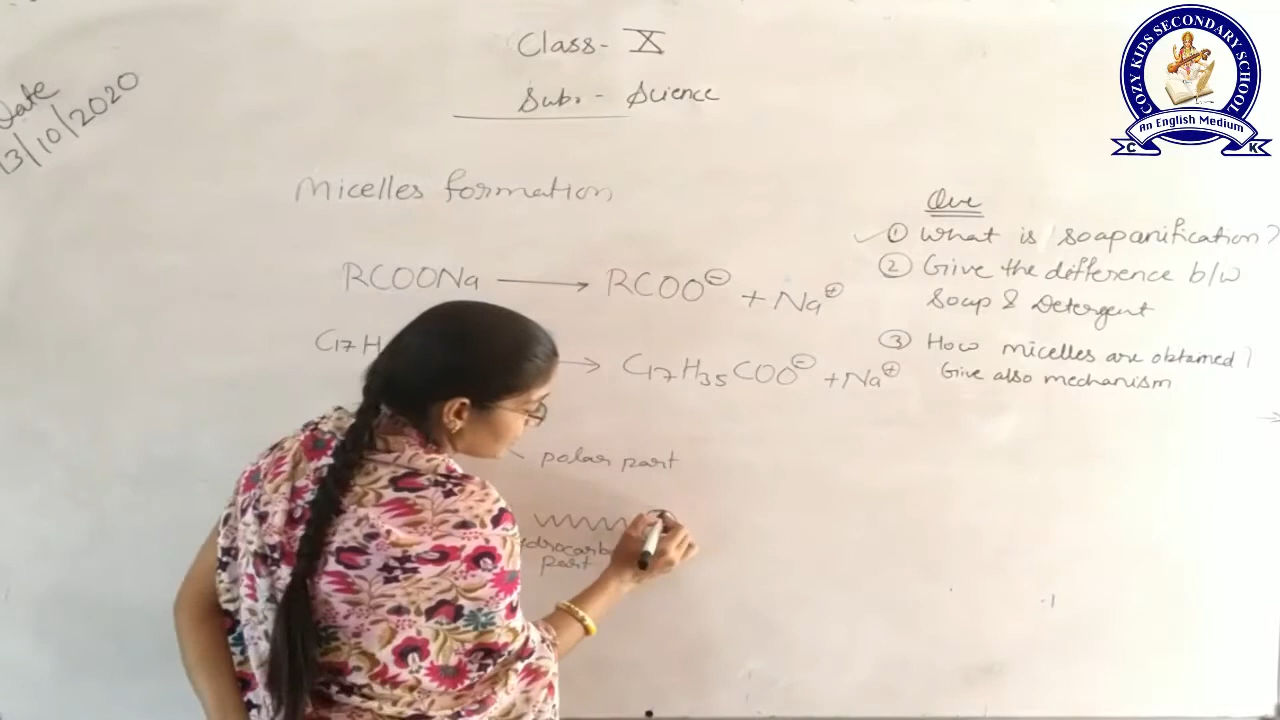 Class - X
Sub: - Science
Date
13/10/2020
Micelles formation
RCOONa → RCOO⊖ + Na⊕
C17H
→ C17H35COO⊖ + Na⊕
polar part
drocarb
part
Que
① What is soapanification?
② Give the difference b/w
Soap & Detergent
③ How micelles are obtained?
Give also mechanism
COZY KIDS SECONDARY SCHOOL
An English Medium
C K